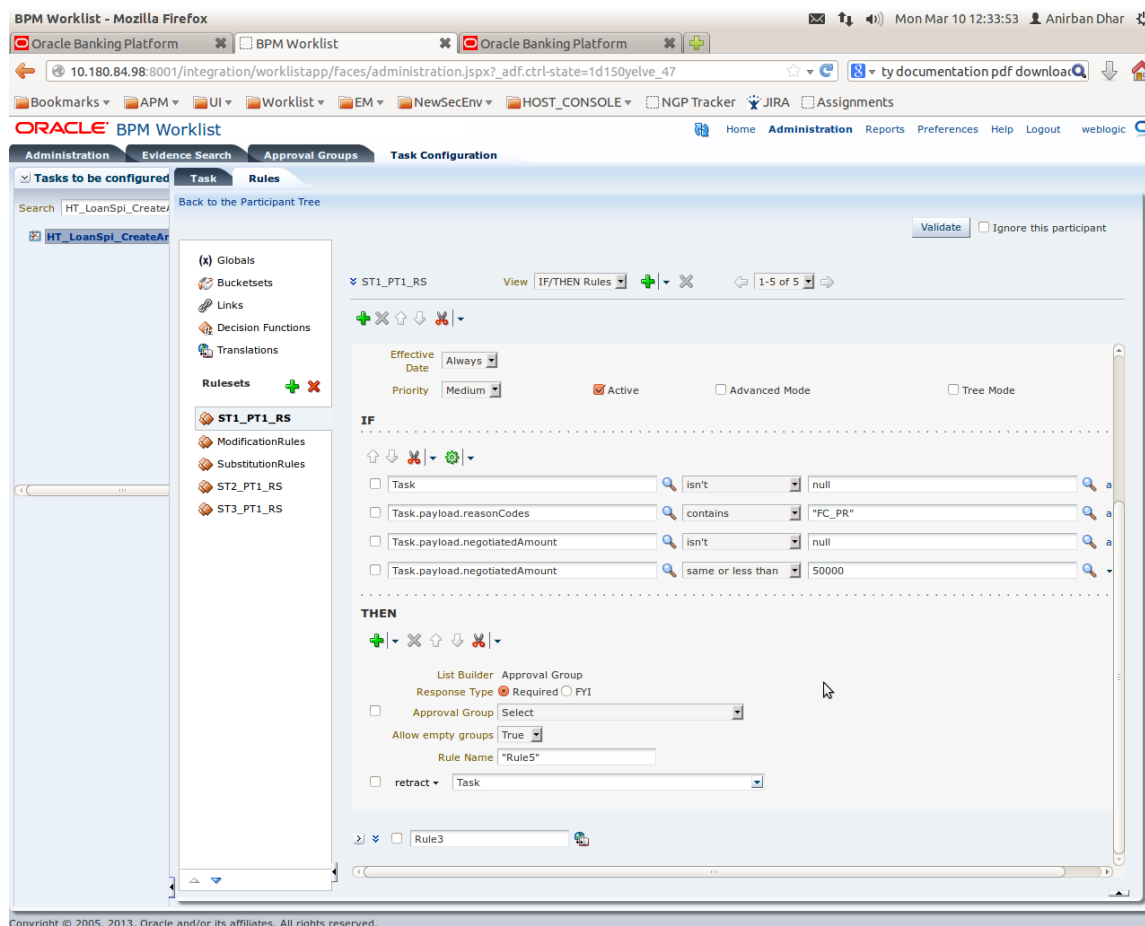 BPM Worklist - Mozilla Firefox
Mon Mar 10 12:33:53 Anirban Dhar
Oracle Banking Platform BPM Worklist Oracle Banking Platform
10.180.84.98:8001/integration/worklistapp/faces/administration.jspx?_adf.ctrl-state=1d150yelve_47 ty documentation pdf downloac
Bookmarks APM UI Worklist EM NewSecEnv HOST_CONSOLE NGP Tracker JIRA Assignments
ORACLE BPM Worklist Home Administration Reports Preferences Help Logout weblogic
Administration Evidence Search Approval Groups Task Configuration
Tasks to be configured Task Rules
Search HT_LoanSpi_CreateA Back to the Participant Tree
Validate Ignore this participant
HT_LoanSpi_CreateAr
(x) Globals
Bucketsets
ST1_PT1_RS View IF/THEN Rules 1-5 of 5
Links
Decision Functions
Translations
Effective Date Always
Rulesets
Priority Medium Active Advanced Mode Tree Mode
ST1_PT1_RS
IF
ModificationRules
SubstitutionRules
ST2_PT1_RS
ST3_PT1_RS
Task isn't null a
Task.payload.reasonCodes contains "FC_PR" a
Task.payload.negotiatedAmount isn't null a
Task.payload.negotiatedAmount same or less than 50000
THEN
List Builder Approval Group
Response Type Required FYI
Approval Group Select
Allow empty groups True
Rule Name "Rule5"
retract Task
Rule3
Copyright © 2005, 2013, Oracle and/or its affiliates. All rights reserved.